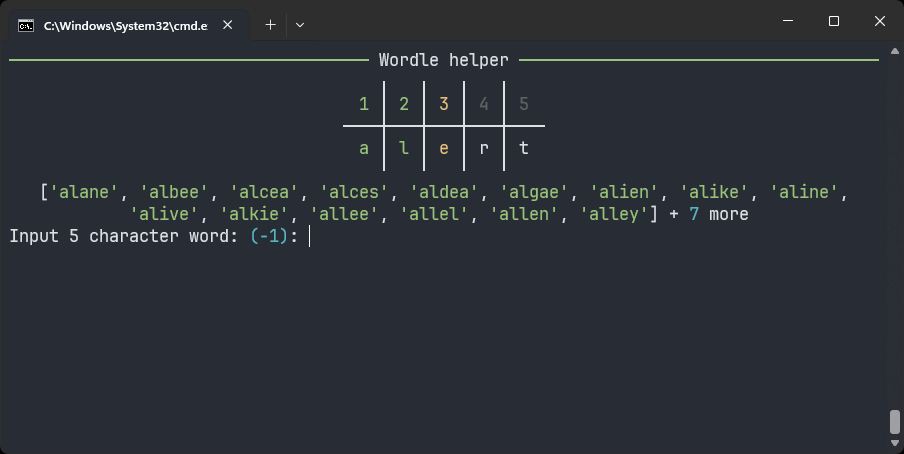 C:\Windows\System32\cmd.e
Wordle helper
1 2 3 4 5
a l e r t
['alane', 'albee', 'alcea', 'alces', 'aldea', 'algae', 'alien', 'alike', 'aline',
'alive', 'alkie', 'allee', 'allel', 'allen', 'alley'] + 7 more
Input 5 character word: (-1):